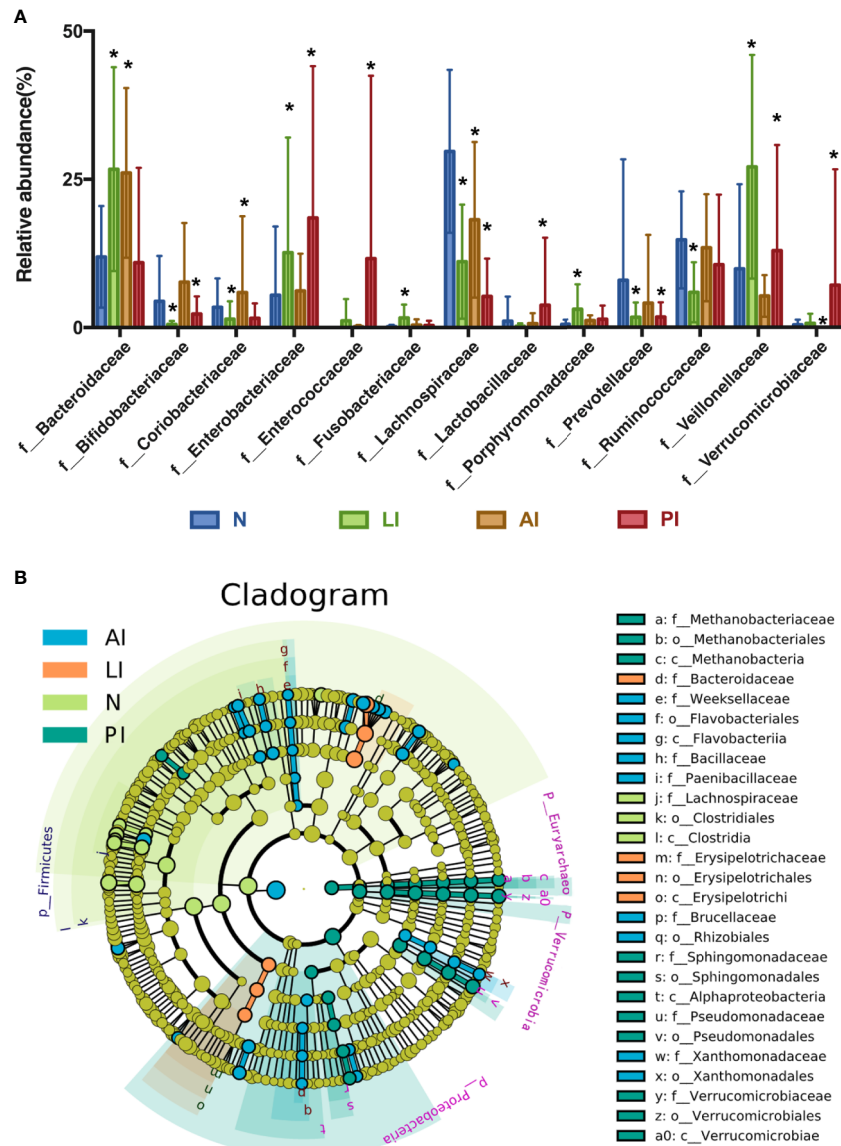 A
50
25
0
Relative abundance(%)
* * * * * * * * * * * * * * * * * * * * * *
f__Bacteroidaceae
f__Bifidobacteriaceae
f__Coriobacteriaceae
f__Enterobacteriaceae
f__Enterococcaceae
f__Fusobacteriaceae
f__Lachnospiraceae
f__Lactobacillaceae
f__Porphyromonadaceae
f__Prevotellaceae
f__Ruminococcaceae
f__Veillonellaceae
f__Verrucomicrobiaceae
N LI AI PI
B
Cladogram
AI
LI
N
PI
g
f
e
h
i
d
j
p__Firmicutes
l
k
p__Euryarchaeo
a b c
y z a0
p__Verrucomicrobia
x
w
v
u
p__Proteobacteria
r
s
t
q
p
m
n
o
a: f__Methanobacteriaceae
b: o__Methanobacteriales
c: c__Methanobacteria
d: f__Bacteroidaceae
e: f__Weeksellaceae
f: o__Flavobacteriales
g: c__Flavobacteriia
h: f__Bacillaceae
i: f__Paenibacillaceae
j: f__Lachnospiraceae
k: o__Clostridiales
l: c__Clostridia
m: f__Erysipelotrichaceae
n: o__Erysipelotrichales
o: c__Erysipelotrichi
p: f__Brucellaceae
q: o__Rhizobiales
r: f__Sphingomonadaceae
s: o__Sphingomonadales
t: c__Alphaproteobacteria
u: f__Pseudomonadaceae
v: o__Pseudomonadales
w: f__Xanthomonadaceae
x: o__Xanthomonadales
y: f__Verrucomicrobiaceae
z: o__Verrucomicrobiales
a0: c__Verrucomicrobiae